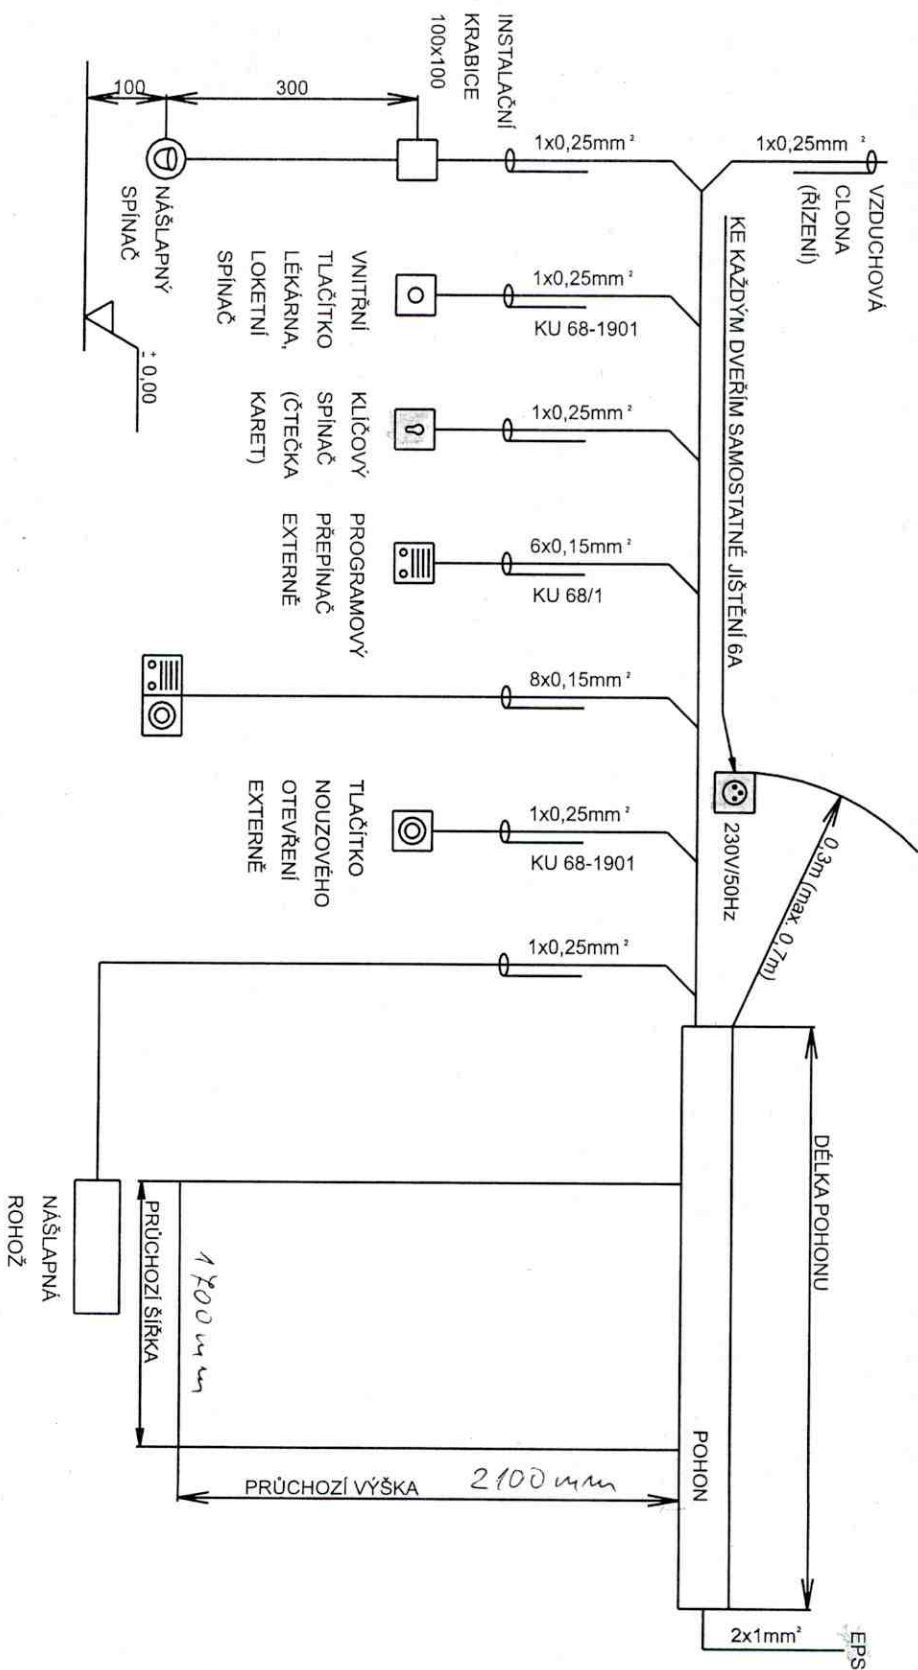 VZDUCHOVÁ
CLONA
(ŘÍZENÍ)
1x0,25mm²
KE KAŽDÝM DVEŘÍM SAMOSTATNÉ JIŠTĚNÍ 6A
230V/50Hz
0,3m (max. 0,7m)
DÉLKA POHONU
POHON
EPS
2x1mm²
INSTALAČNÍ
KRABICE
100x100
1x0,25mm²
300
100
NÁŠLAPNÝ
SPÍNAČ
± 0,00
1x0,25mm²
KU 68-1901
VNITŘNÍ
TLAČÍTKO
LÉKÁRNA,
LOKETNÍ
SPÍNAČ
1x0,25mm²
KLÍČOVÝ
SPÍNAČ
(ČTEČKA
KARET)
6x0,15mm²
KU 68/1
PROGRAMOVÝ
PŘEPÍNAČ
EXTERNĚ
8x0,15mm²
1x0,25mm²
KU 68-1901
TLAČÍTKO
NOUZOVÉHO
OTEVŘENÍ
EXTERNĚ
1x0,25mm²
NÁŠLAPNÁ
ROHOŽ
PRŮCHOZÍ ŠÍŘKA
1700 mm
PRŮCHOZÍ VÝŠKA
2100 mm